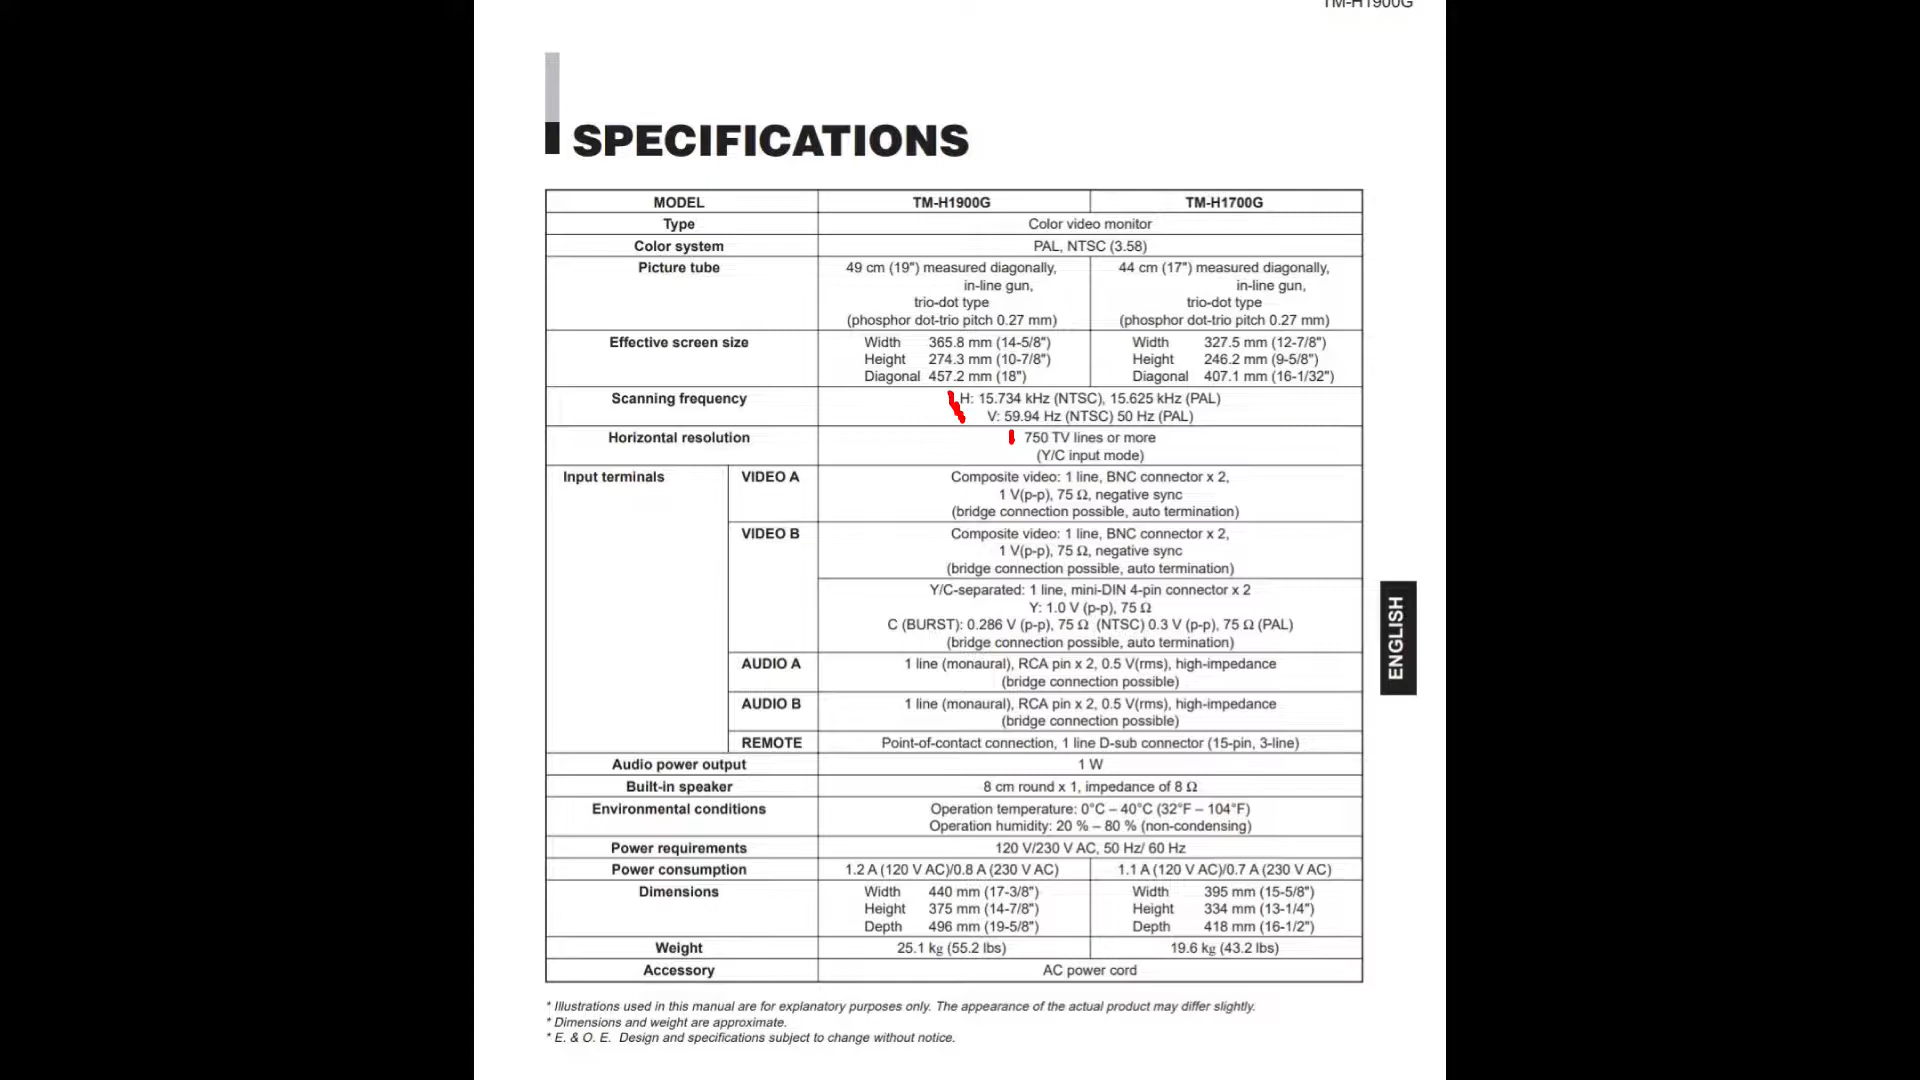 TM-H1900G
SPECIFICATIONS
MODEL TM-H1900G TM-H1700G
Type Color video monitor
Color system PAL, NTSC (3.58)
Picture tube 49 cm (19") measured diagonally, 44 cm (17") measured diagonally,
in-line gun, in-line gun,
trio-dot type trio-dot type
(phosphor dot-trio pitch 0.27 mm) (phosphor dot-trio pitch 0.27 mm)
Effective screen size Width 365.8 mm (14-5/8") Width 327.5 mm (12-7/8")
Height 274.3 mm (10-7/8") Height 246.2 mm (9-5/8")
Diagonal 457.2 mm (18") Diagonal 407.1 mm (16-1/32")
Scanning frequency H: 15.734 kHz (NTSC), 15.625 kHz (PAL)
V: 59.94 Hz (NTSC) 50 Hz (PAL)
Horizontal resolution 750 TV lines or more
(Y/C input mode)
Input terminals VIDEO A Composite video: 1 line, BNC connector x 2,
1 V(p-p), 75 Ω, negative sync
(bridge connection possible, auto termination)
VIDEO B Composite video: 1 line, BNC connector x 2,
1 V(p-p), 75 Ω, negative sync
(bridge connection possible, auto termination)
Y/C-separated: 1 line, mini-DIN 4-pin connector x 2
Y: 1.0 V (p-p), 75 Ω
C (BURST): 0.286 V (p-p), 75 Ω (NTSC) 0.3 V (p-p), 75 Ω (PAL)
(bridge connection possible, auto termination)
AUDIO A 1 line (monaural), RCA pin x 2, 0.5 V(rms), high-impedance
(bridge connection possible)
AUDIO B 1 line (monaural), RCA pin x 2, 0.5 V(rms), high-impedance
(bridge connection possible)
REMOTE Point-of-contact connection, 1 line D-sub connector (15-pin, 3-line)
Audio power output 1 W
Built-in speaker 8 cm round x 1, impedance of 8 Ω
Environmental conditions Operation temperature: 0°C – 40°C (32°F – 104°F)
Operation humidity: 20 % – 80 % (non-condensing)
Power requirements 120 V/230 V AC, 50 Hz/ 60 Hz
Power consumption 1.2 A (120 V AC)/0.8 A (230 V AC) 1.1 A (120 V AC)/0.7 A (230 V AC)
Dimensions Width 440 mm (17-3/8") Width 395 mm (15-5/8")
Height 375 mm (14-7/8") Height 334 mm (13-1/4")
Depth 496 mm (19-5/8") Depth 418 mm (16-1/2")
Weight 25.1 kg (55.2 lbs) 19.6 kg (43.2 lbs)
Accessory AC power cord
* Illustrations used in this manual are for explanatory purposes only. The appearance of the actual product may differ slightly.
* Dimensions and weight are approximate.
* E. & O. E. Design and specifications subject to change without notice.
ENGLISH